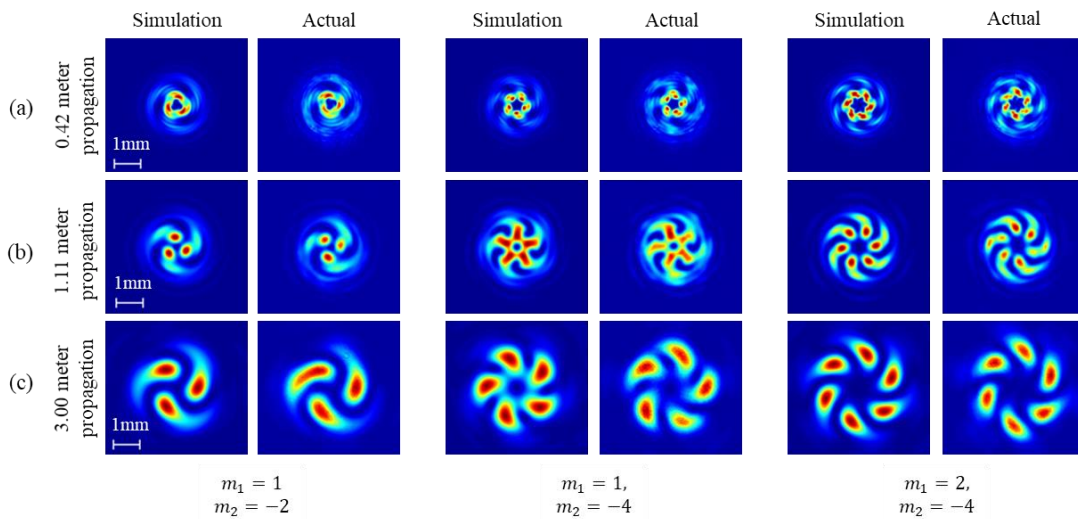 Simulation Actual Simulation Actual Simulation Actual
(a) 0.42 meter propagation
1mm
(b) 1.11 meter propagation
1mm
(c) 3.00 meter propagation
1mm
m₁ = 1 m₁ = 1, m₁ = 2,
m₂ = −2 m₂ = −4 m₂ = −4